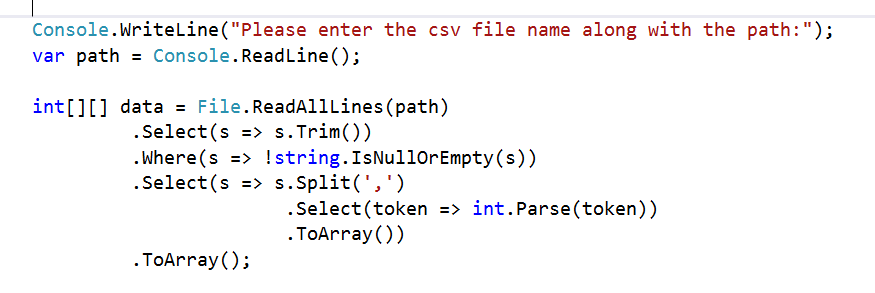 Console.WriteLine("Please enter the csv file name along with the path:");
var path = Console.ReadLine();
int[][] data = File.ReadAllLines(path)
.Select(s => s.Trim())
.Where(s => !string.IsNullOrEmpty(s))
.Select(s => s.Split(',')
.Select(token => int.Parse(token))
.ToArray())
.ToArray();